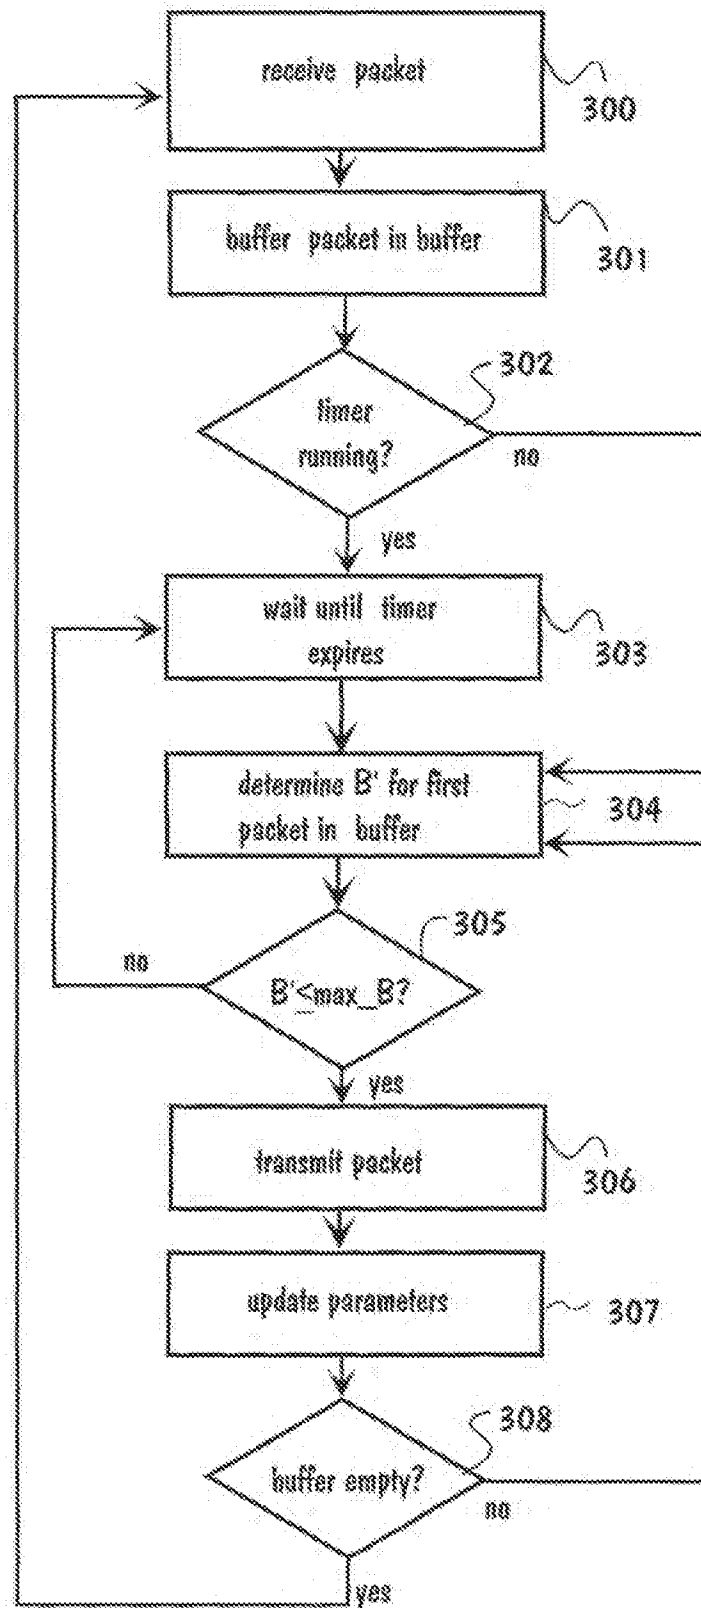 receive packet
300
buffer packet in buffer
301
302
timer
running?
no
yes
wait until timer
expires
303
determine B' for first
packet in buffer
304
305
no
B'≤max_B?
yes
transmit packet
306
update parameters
307
308
buffer empty?
no
yes